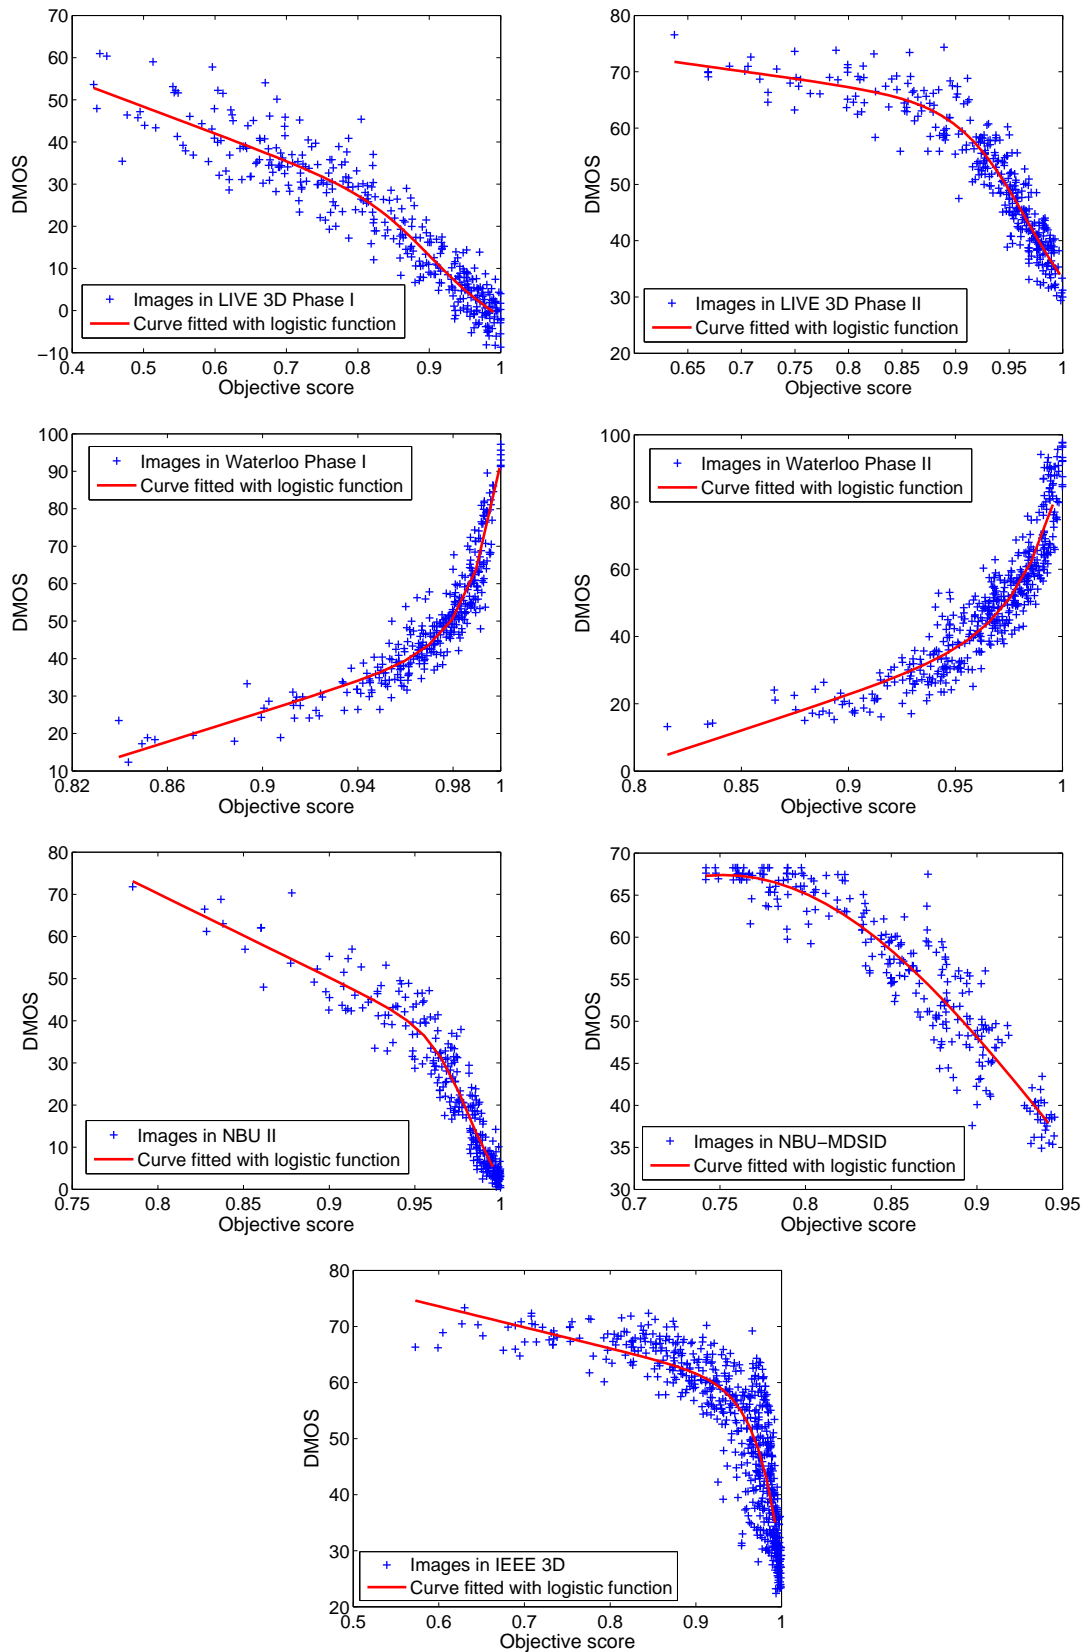 70
60
50
40
30
20
10
0
−10
0.4 0.5 0.6 0.7 0.8 0.9 1
DMOS
Objective score
Images in LIVE 3D Phase I
Curve fitted with logistic function
80
70
60
50
40
30
20
0.65 0.7 0.75 0.8 0.85 0.9 0.95 1
DMOS
Objective score
Images in LIVE 3D Phase II
Curve fitted with logistic function
100
90
80
70
60
50
40
30
20
10
0.82 0.86 0.9 0.94 0.98 1
DMOS
Objective score
Images in Waterloo Phase I
Curve fitted with logistic function
100
80
60
40
20
0
0.8 0.85 0.9 0.95 1
DMOS
Objective score
Images in Waterloo Phase II
Curve fitted with logistic function
80
70
60
50
40
30
20
10
0
0.75 0.8 0.85 0.9 0.95 1
DMOS
Objective score
Images in NBU II
Curve fitted with logistic function
70
65
60
55
50
45
40
35
30
0.7 0.75 0.8 0.85 0.9 0.95
DMOS
Objective score
Images in NBU−MDSID
Curve fitted with logistic function
80
70
60
50
40
30
20
0.5 0.6 0.7 0.8 0.9 1
DMOS
Objective score
Images in IEEE 3D
Curve fitted with logistic function